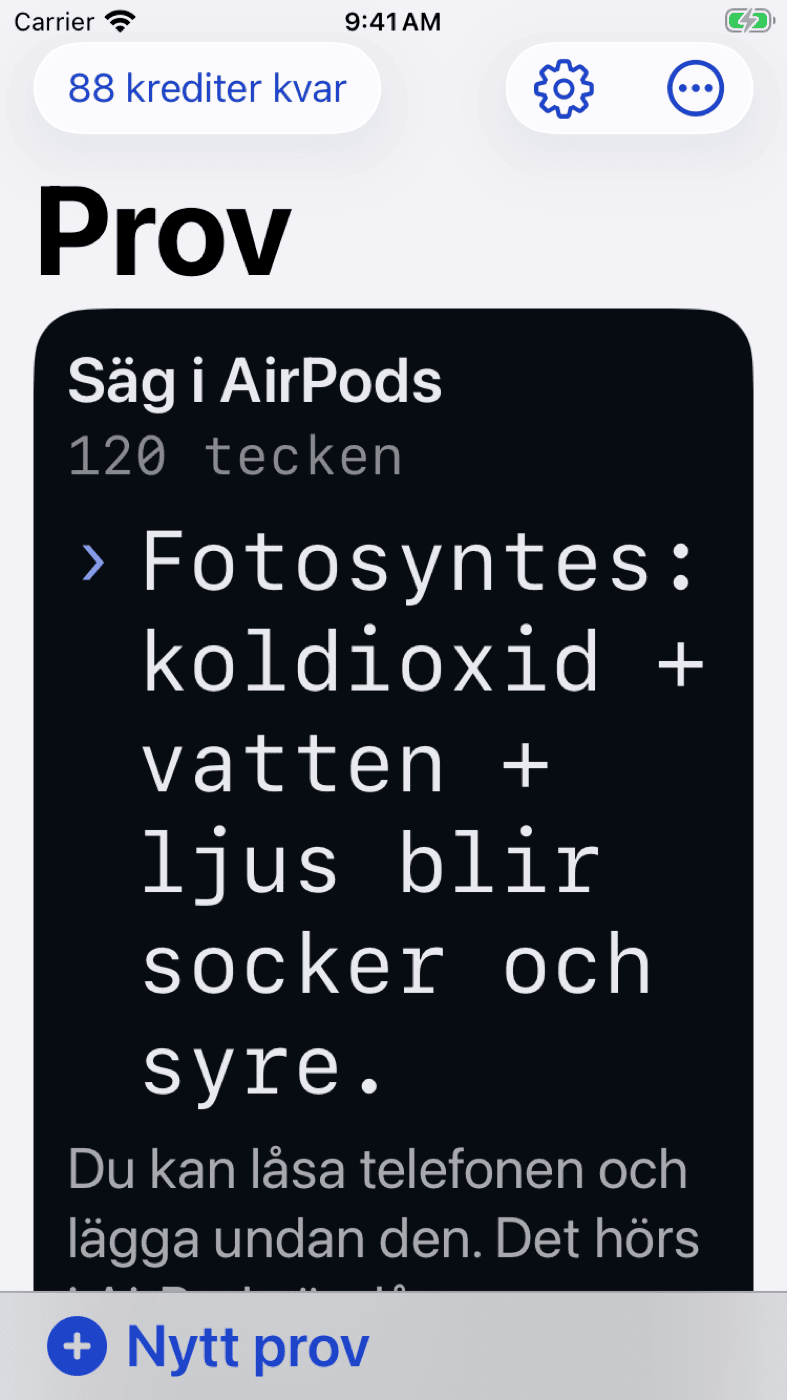 Carrier 9:41 AM
88 krediter kvar
Prov
Säg i AirPods
120 tecken
› Fotosyntes:
koldioxid +
vatten +
ljus blir
socker och
syre.
Du kan låsa telefonen och
lägga undan den. Det hörs
Nytt prov